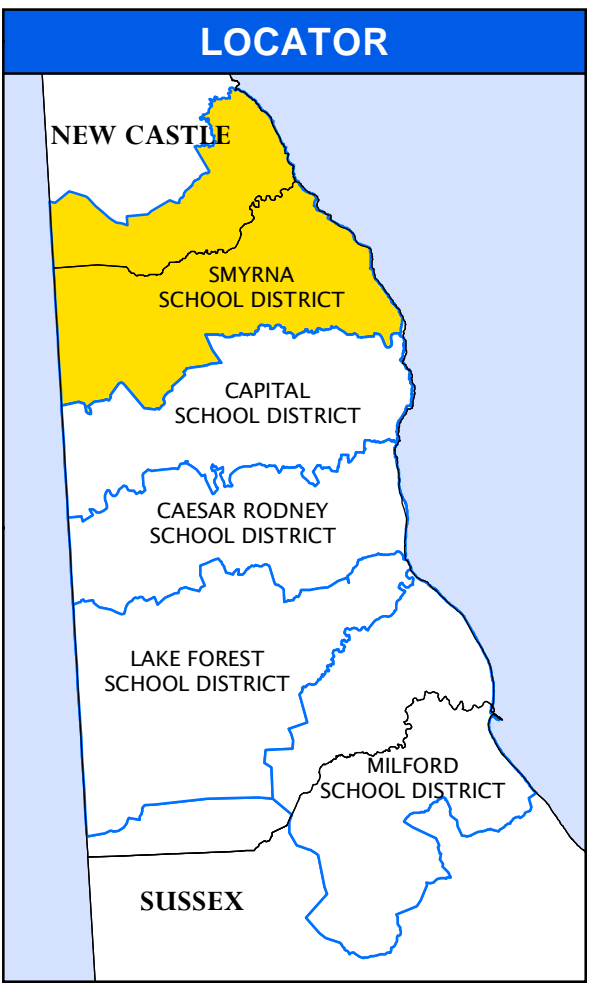 LOCATOR
NEW CASTLE
SMYRNA
SCHOOL DISTRICT
CAPITAL
SCHOOL DISTRICT
CAESAR RODNEY
SCHOOL DISTRICT
LAKE FOREST
SCHOOL DISTRICT
MILFORD
SCHOOL DISTRICT
SUSSEX